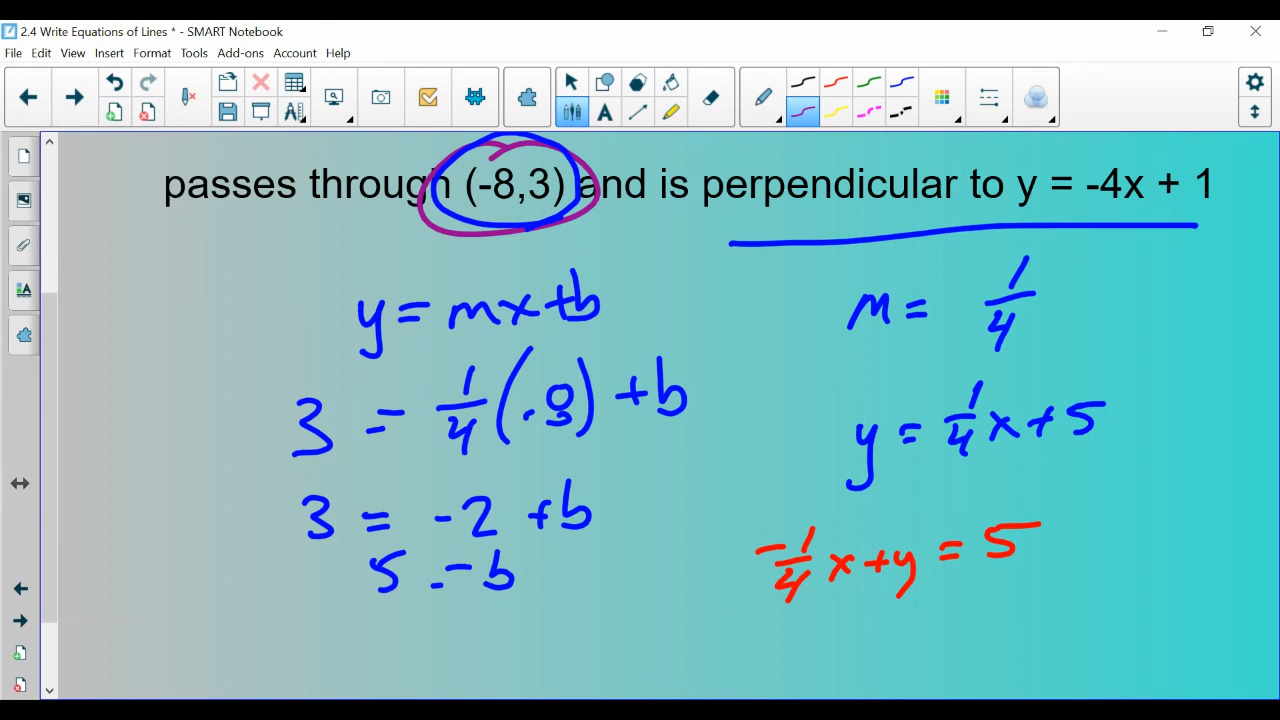 2.4 Write Equations of Lines * - SMART Notebook
File Edit View Insert Format Tools Add-ons Account Help
passes through (-8,3) and is perpendicular to y = -4x + 1
y = mx + b
m = 1/4
3 = 1/4 (-8) + b
y = 1/4 x + 5
3 = -2 + b
-1/4 x + y = 5
5 = b